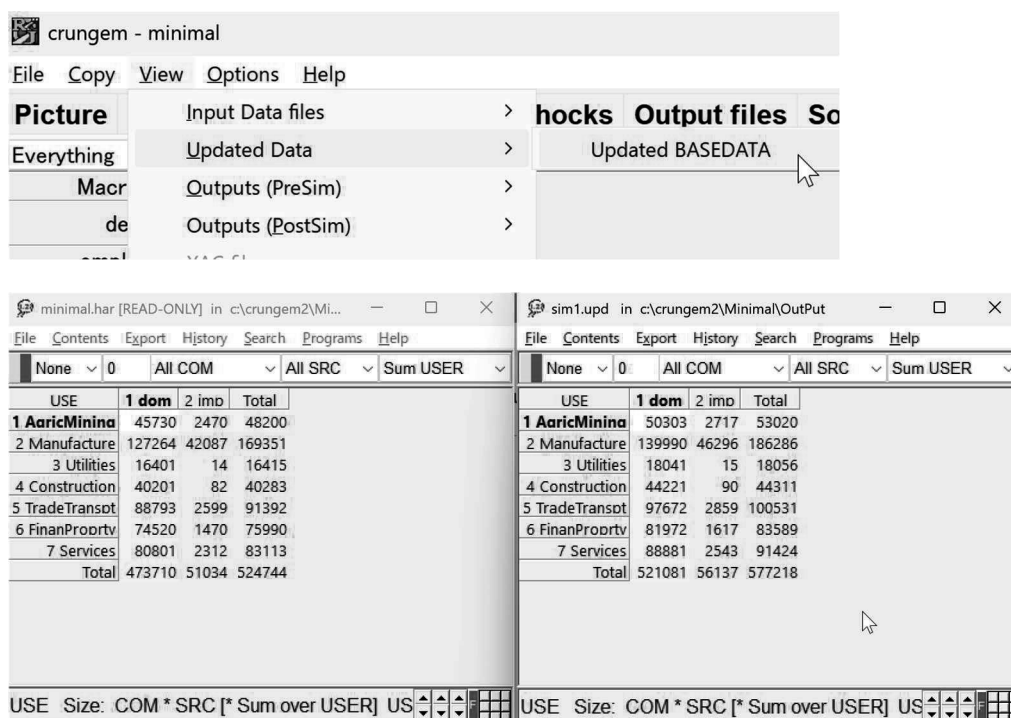 crungem - minimal
File Copy View Options Help
Picture hocks Output files So
Input Data files
Everything
Updated Data Updated BASEDATA
Macr Outputs (PreSim)
de Outputs (PostSim)
minimal.har [READ-ONLY] in c:\crungem2\Mi...
File Contents Export History Search Programs Help
None 0 All COM All SRC Sum USER
USE 1 dom 2 imp Total
1 AgricMining 45730 2470 48200
2 Manufacture 127264 42087 169351
3 Utilities 16401 14 16415
4 Construction 40201 82 40283
5 TradeTranspt 88793 2599 91392
6 FinanProprty 74520 1470 75990
7 Services 80801 2312 83113
Total 473710 51034 524744
USE Size: COM * SRC [* Sum over USER] US
sim1.upd in c:\crungem2\Minimal\OutPut
File Contents Export History Search Programs Help
None 0 All COM All SRC Sum USER
USE 1 dom 2 imp Total
1 AgricMining 50303 2717 53020
2 Manufacture 139990 46296 186286
3 Utilities 18041 15 18056
4 Construction 44221 90 44311
5 TradeTranspt 97672 2859 100531
6 FinanProprty 81972 1617 83589
7 Services 88881 2543 91424
Total 521081 56137 577218
USE Size: COM * SRC [* Sum over USER] US